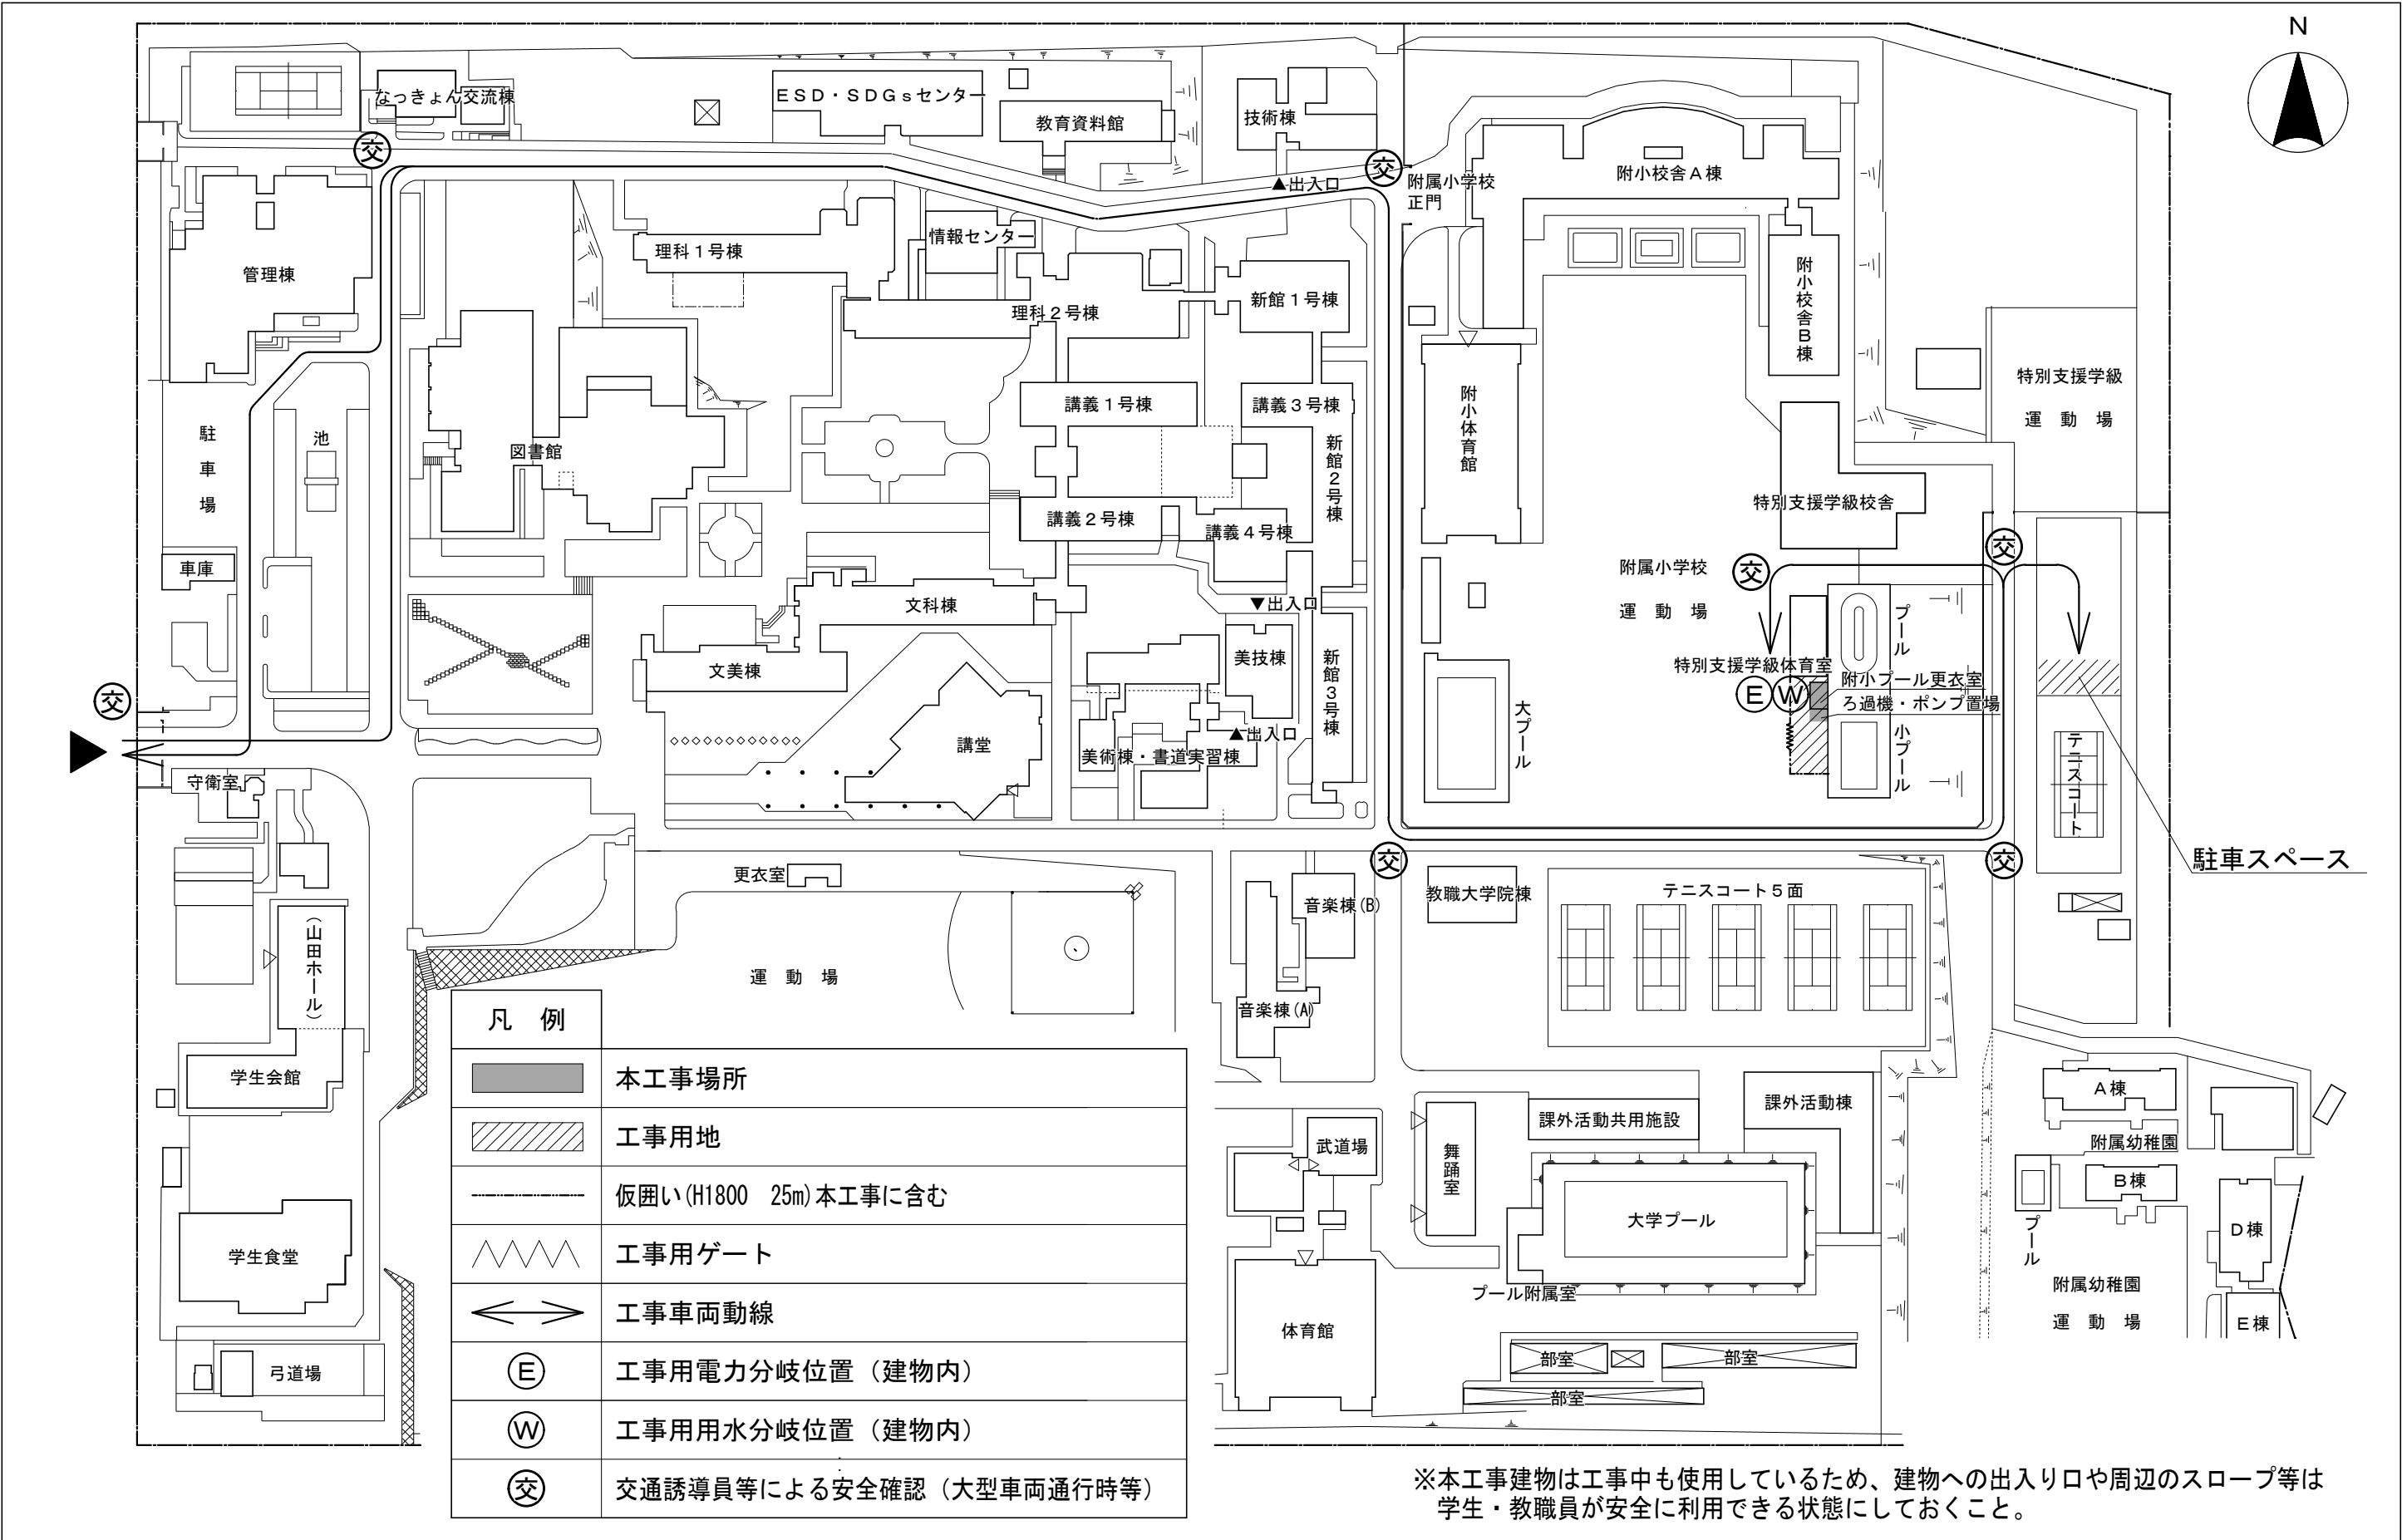 N
なっきょん交流棟
ESD・SDGsセンター
教育資料館
技術棟
交
交
▲出入口
附属小学校
正門
附小校舎A棟
管理棟
理科1号棟
情報センター
理科2号棟
新館1号棟
附小校舎B棟
特別支援学級
運動場
駐車場
池
図書館
講義1号棟
講義3号棟
新館2号棟
附小体育館
講義2号棟
講義4号棟
特別支援学級校舎
交
車庫
文科棟
▼出入口
附属小学校
運動場
交
プール
文美棟
美技棟
新館3号棟
特別支援学級体育室
附小プール更衣室
ろ過機・ポンプ置場
E
W
交
講堂
美術棟・書道実習棟
▲出入口
大プール
小プール
テニスコート
守衛室
駐車スペース
更衣室
交
交
教職大学院棟
テニスコート5面
音楽棟(B)
(山田ホール)
運動場
音楽棟(A)
学生会館
A棟
附属幼稚園
B棟
プール
D棟
附属幼稚園
運動場
E棟
課外活動共用施設
課外活動棟
武道場
舞踊室
大学プール
プール附属室
学生食堂
体育館
部室
部室
部室
弓道場
凡例
本工事場所
工事用地
仮囲い(H1800 25m)本工事に含む
工事用ゲート
工事車両動線
E 工事用電力分岐位置(建物内)
W 工事用用水分岐位置(建物内)
交 交通誘導員等による安全確認(大型車両通行時等)
※本工事建物は工事中も使用しているため、建物への出入り口や周辺のスロープ等は
学生・教職員が安全に利用できる状態にしておくこと。